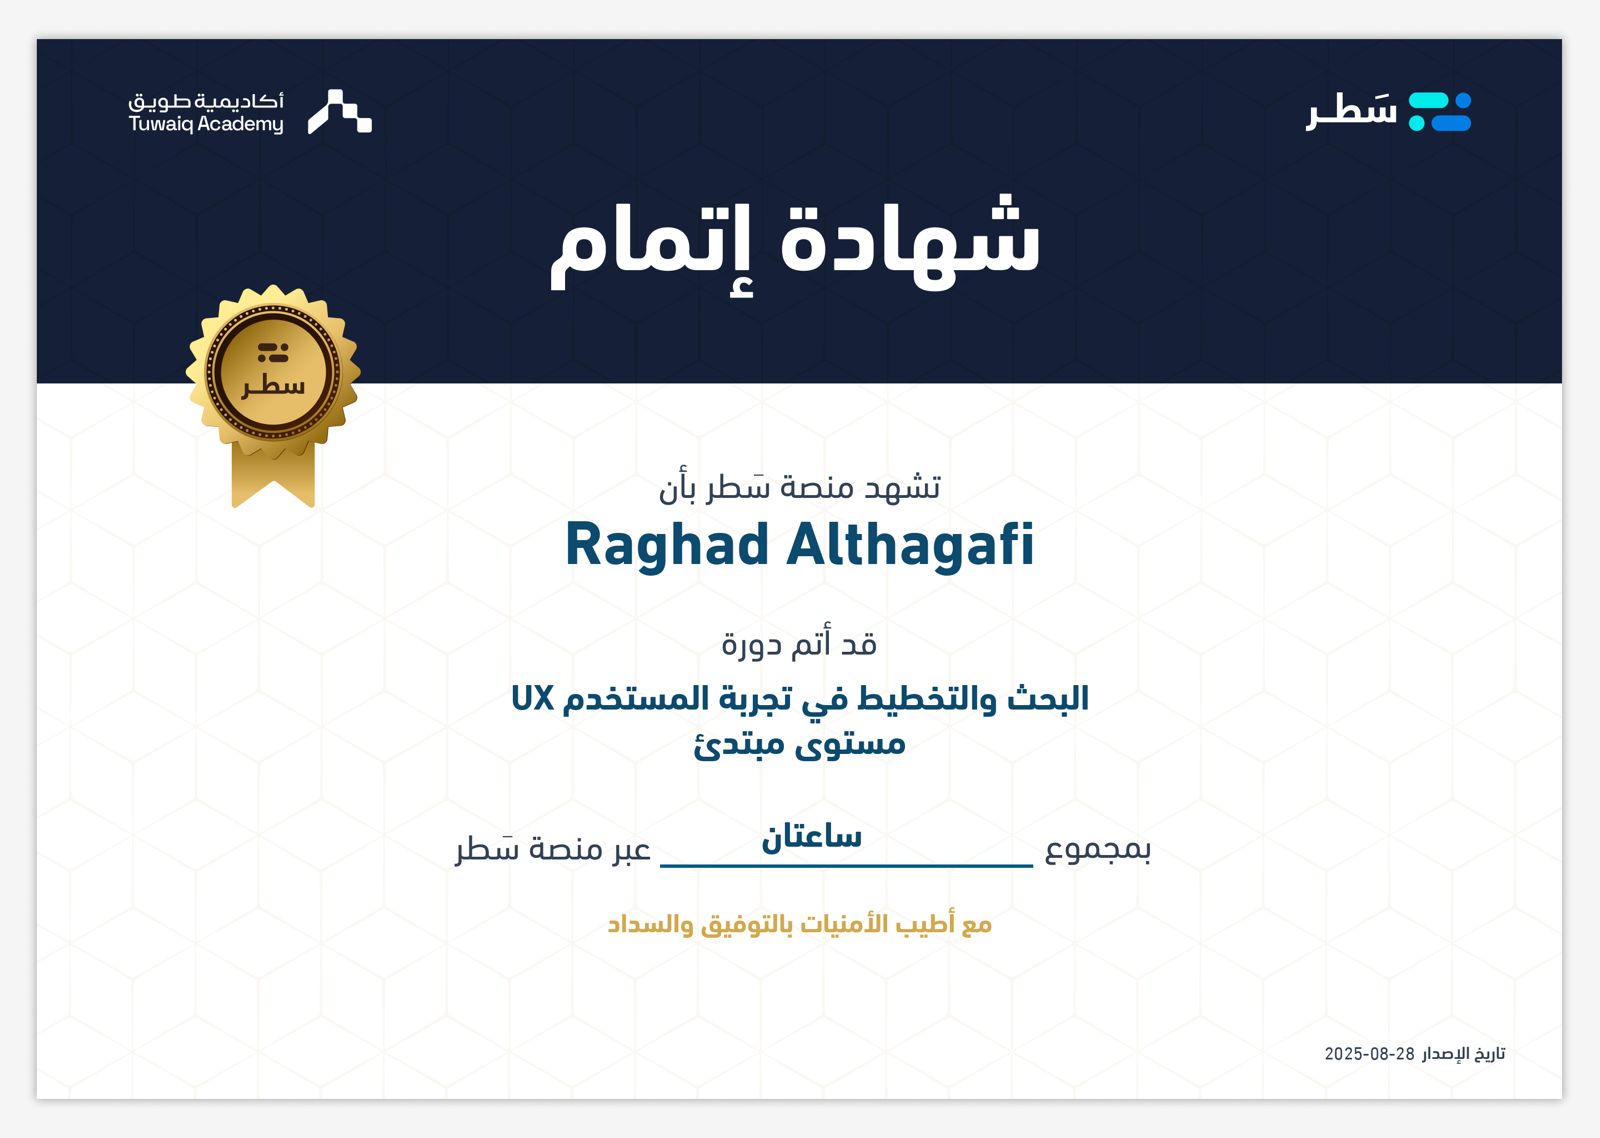 سَطر
أكاديمية طويق
Tuwaiq Academy
شهادة إتمام
سطر
تشهد منصة سَطر بأن
Raghad Althagafi
قد أتم دورة
البحث والتخطيط في تجربة المستخدم UX
مستوى مبتدئ
بمجموع ساعتان عبر منصة سَطر
مع أطيب الأمنيات بالتوفيق والسداد
تاريخ الإصدار 2025-08-28